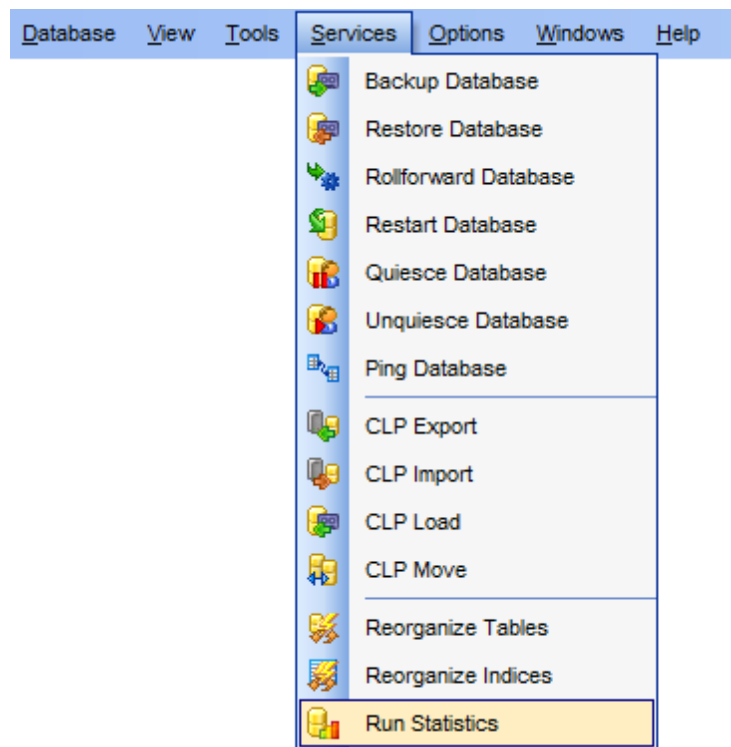 Database View Tools Services Options Windows Help
Backup Database
Restore Database
Rollforward Database
Restart Database
Quiesce Database
Unquiesce Database
Ping Database
CLP Export
CLP Import
CLP Load
CLP Move
Reorganize Tables
Reorganize Indices
Run Statistics